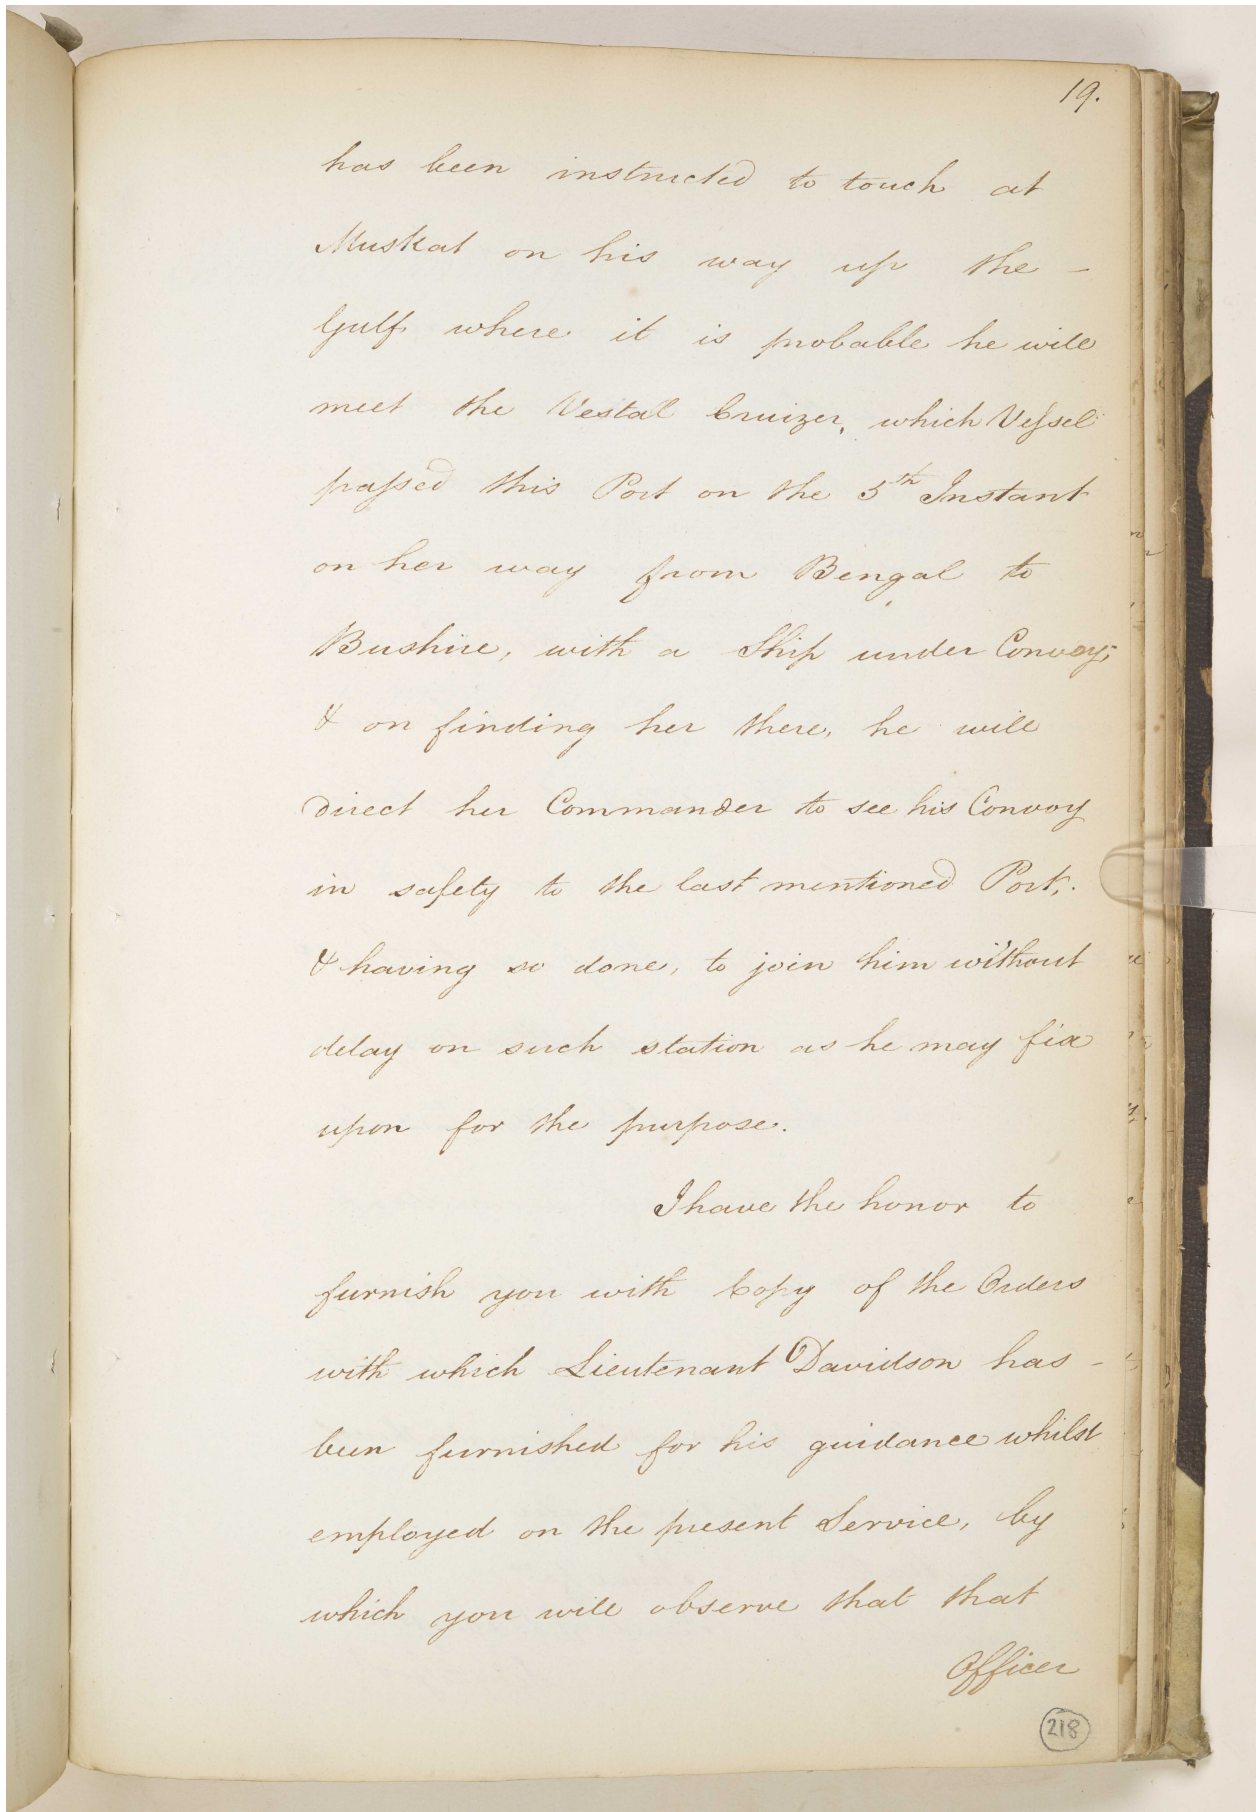 19.
has been instructed to touch at
Muskat on his way up the -
Gulf where it is probable he will
meet the Vestal Cruizer, which Veſsel
paſsed this Port on the 5th Instant
on her way from Bengal to
Bushire, with a Ship under Convoy;
& on finding her there, he will
direct her Commander to see his Convoy
in safety to the last mentioned Port,
& having so done, to join him without
delay on such station as he may fix
upon for the purpose.
I have the honor to
furnish you with Copy of the Orders
with which Lieutenant Davidson has -
been furnished for his guidance whilst
employed on the present Service, by
which you will observe that that
Officer
218